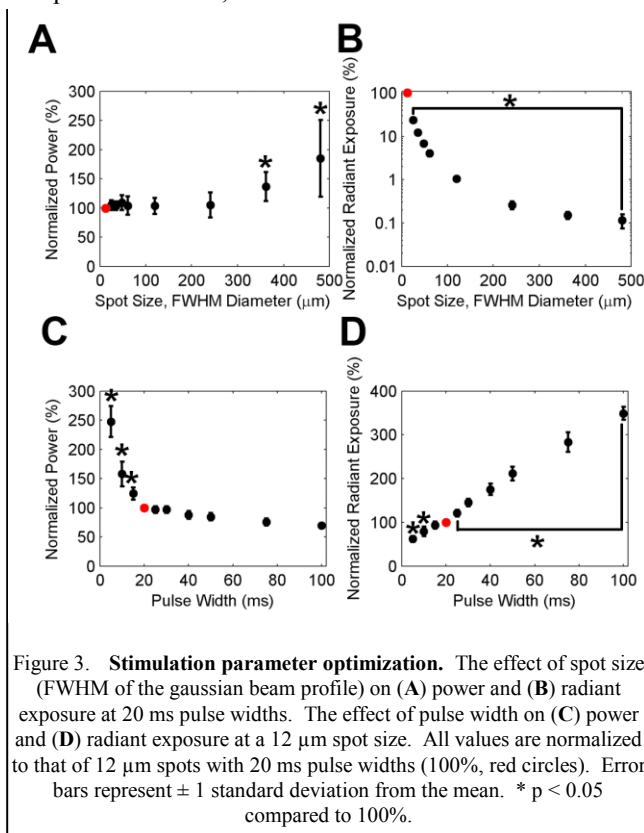 A
Normalized Power (%)
300
250
200
150
100
50
0
0 100 200 300 400 500
Spot Size, FWHM Diameter (μm)
* *
B
Normalized Radiant Exposure (%)
100
10
1
0.1
0.01
0 100 200 300 400 500
Spot Size, FWHM Diameter (μm)
*
C
Normalized Power (%)
300
250
200
150
100
50
0
0 20 40 60 80 100
Pulse Width (ms)
* * *
D
Normalized Radiant Exposure (%)
400
300
200
100
0
0 20 40 60 80 100
Pulse Width (ms)
* * *
Figure 3. Stimulation parameter optimization. The effect of spot size
(FWHM of the gaussian beam profile) on (A) power and (B) radiant
exposure at 20 ms pulse widths. The effect of pulse width on (C) power
and (D) radiant exposure at a 12 µm spot size. All values are normalized
to that of 12 µm spots with 20 ms pulse widths (100%, red circles). Error
bars represent ± 1 standard deviation from the mean. * p < 0.05
compared to 100%.